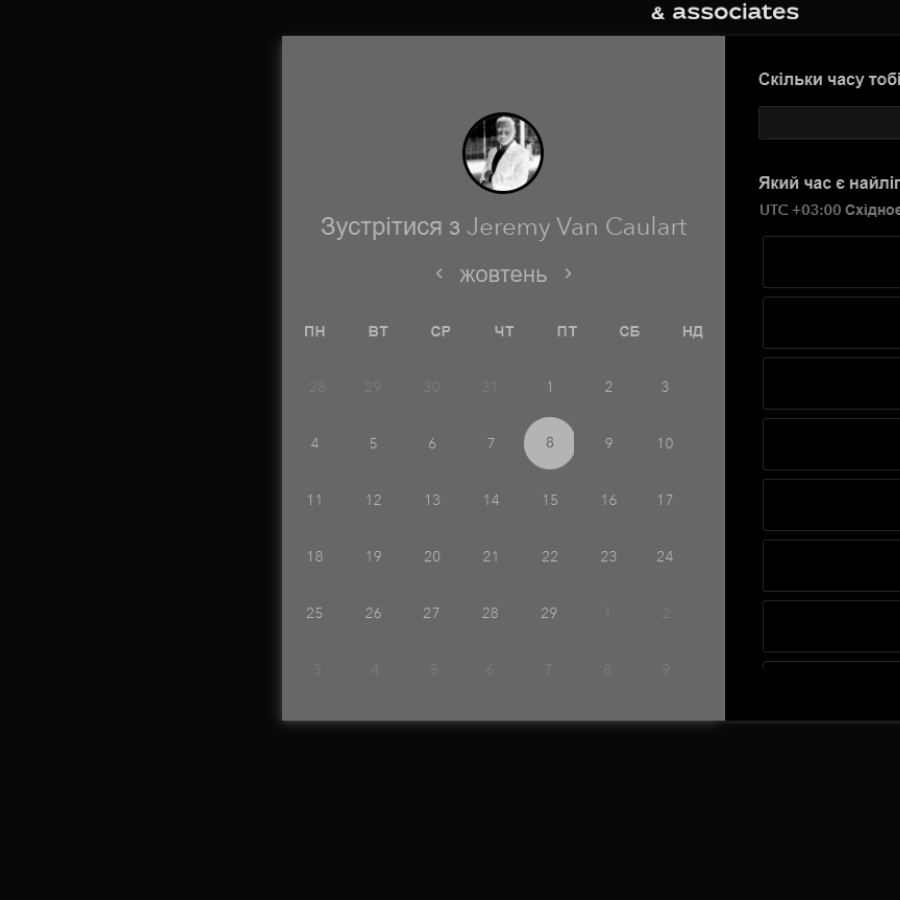 & associates
Зустрітися з Jeremy Van Caulart
‹ жовтень ›
ПН ВТ СР ЧТ ПТ СБ НД
28 29 30 31 1 2 3
4 5 6 7 8 9 10
11 12 13 14 15 16 17
18 19 20 21 22 23 24
25 26 27 28 29 1 2
3 4 5 6 7 8 9
Скільки часу тобі
Який час є
UTC +03:00